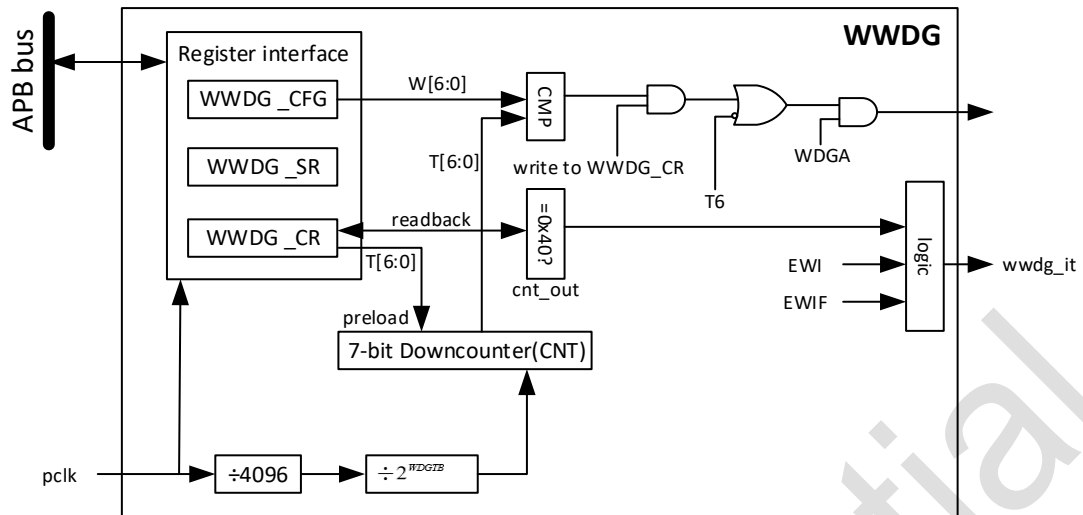 WWDG
APB bus
Register interface
WWDG _CFG
W[6:0]
CMP
WDGA
write to WWDG_CR
T[6:0]
WWDG _SR
T6
readback
=0x40?
WWDG _CR
logic
T[6:0]
EWI
wwdg_it
cnt_out
EWIF
preload
7-bit Downcounter(CNT)
pclk
÷4096
÷2^WDGTB
tial